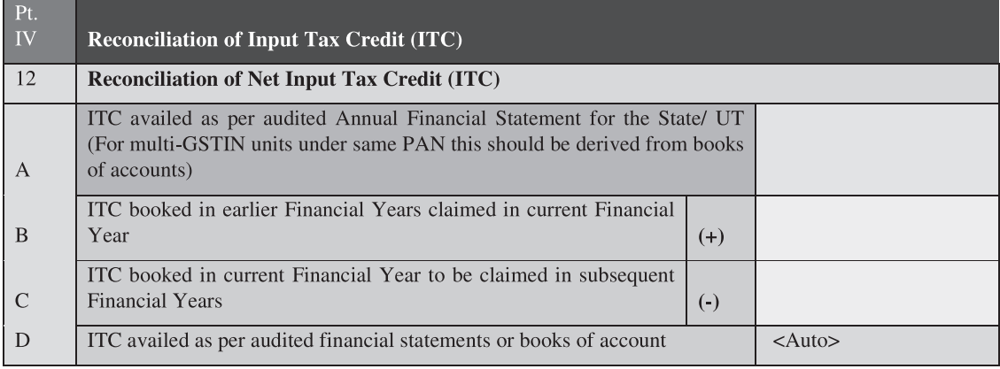 Pt.
IV Reconciliation of Input Tax Credit (ITC)
12 Reconciliation of Net Input Tax Credit (ITC)
ITC availed as per audited Annual Financial Statement for the State/ UT
(For multi-GSTIN units under same PAN this should be derived from books
A of accounts)
ITC booked in earlier Financial Years claimed in current Financial
B Year (+)
ITC booked in current Financial Year to be claimed in subsequent
C Financial Years (-)
D ITC availed as per audited financial statements or books of account <Auto>